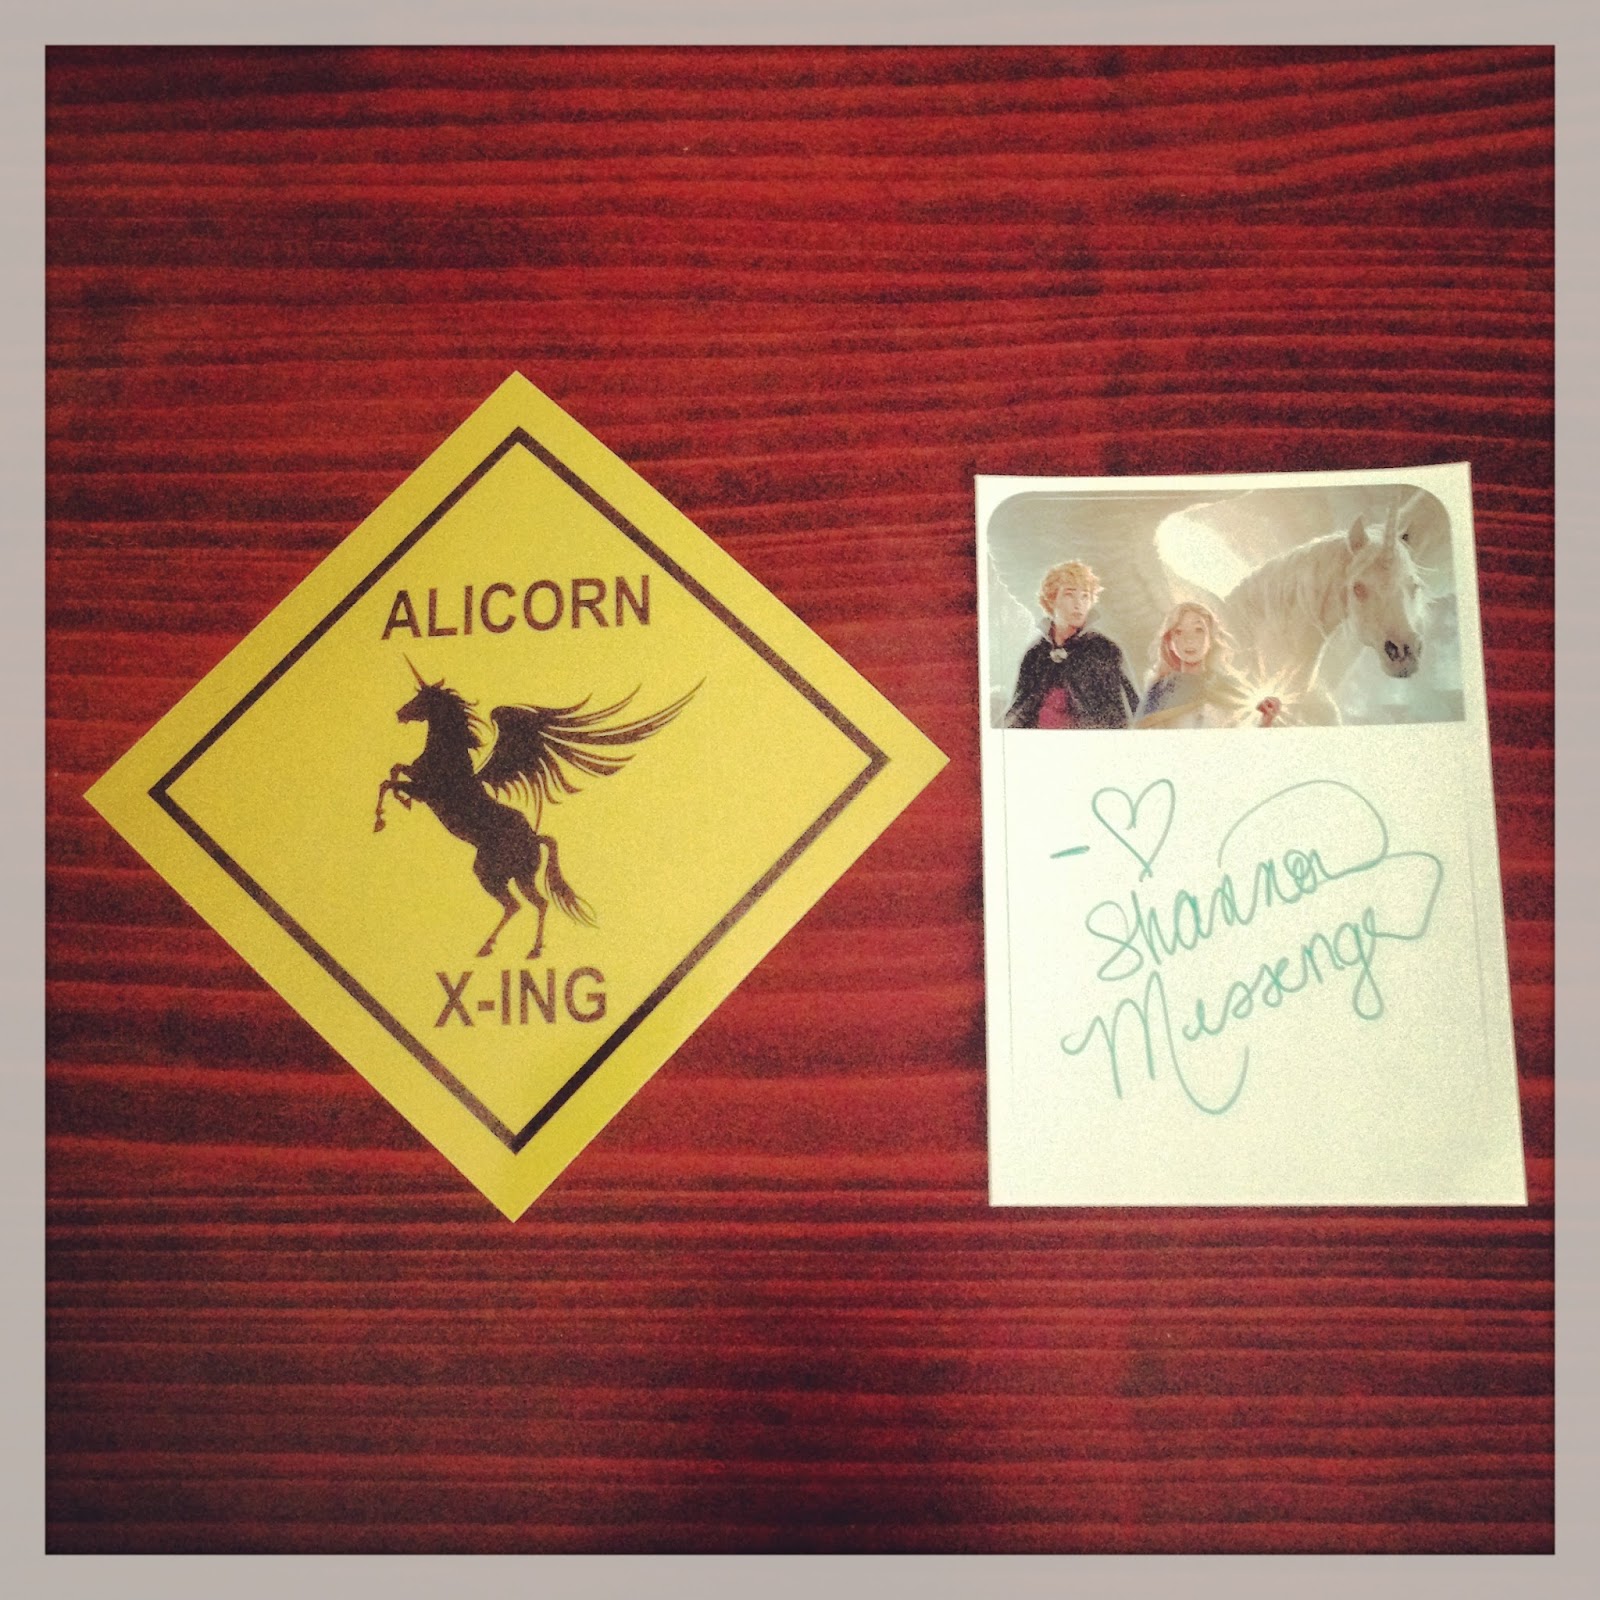 ALICORN
X-ING
- ♡
Shannon
Messenger